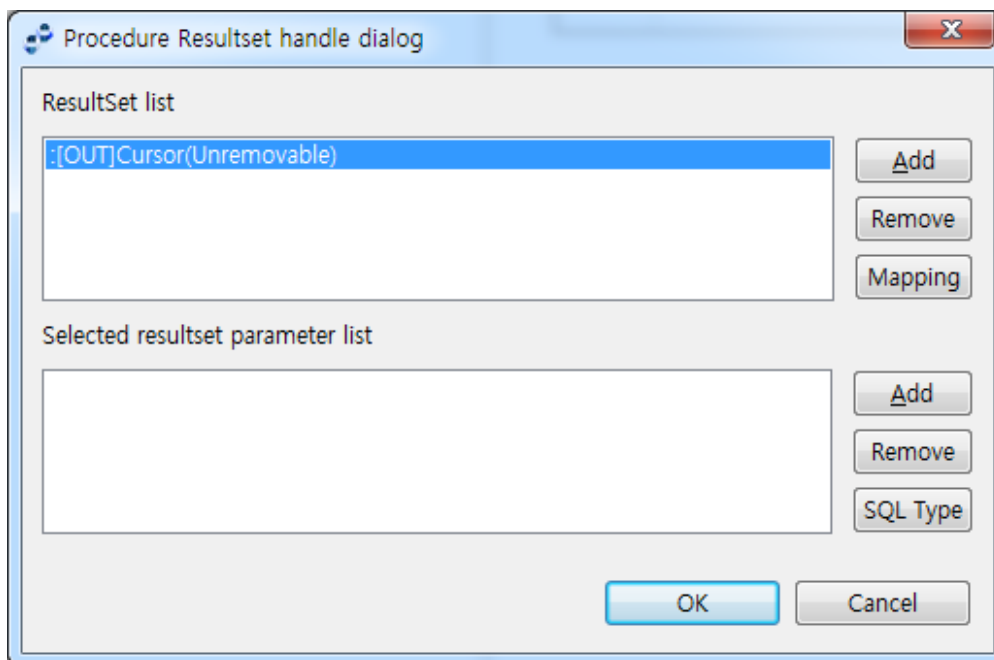 Procedure Resultset handle dialog
ResultSet list
:[OUT]Cursor(Unremovable)
Add
Remove
Mapping
Selected resultset parameter list
Add
Remove
SQL Type
OK
Cancel